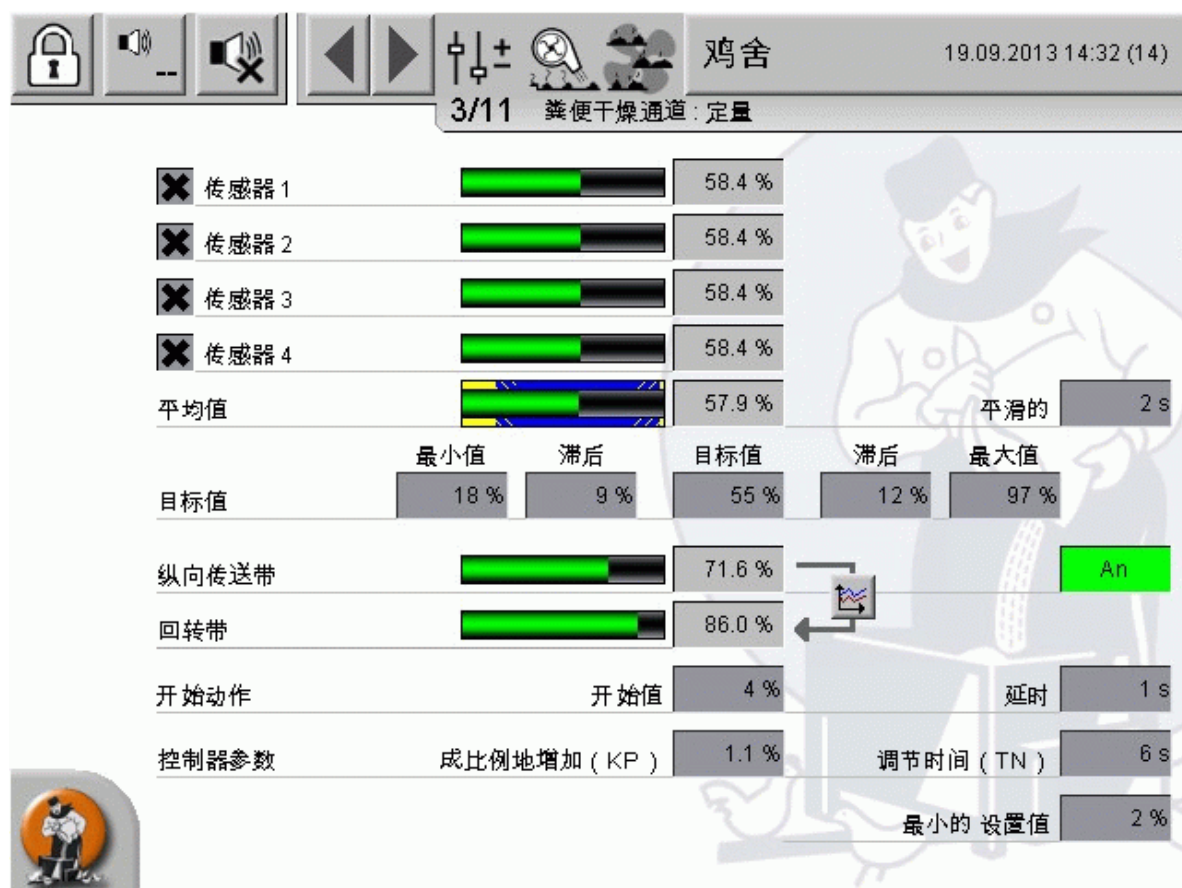 鸡舍 19.09.2013 14:32 (14)
--
3/11 粪便干燥通道 : 定量
传感器 1 58.4 %
传感器 2 58.4 %
传感器 3 58.4 %
传感器 4 58.4 %
平均值 57.9 % 平滑的 2 s
最小值 滞后 目标值 滞后 最大值
目标值 18 % 9 % 55 % 12 % 97 %
纵向传送带 71.6 % An
回转带 86.0 %
开始动作 开始值 4 % 延时 1 s
控制器参数 成比例地增加 ( KP ) 1.1 % 调节时间 ( TN ) 6 s
最小的 设置值 2 %